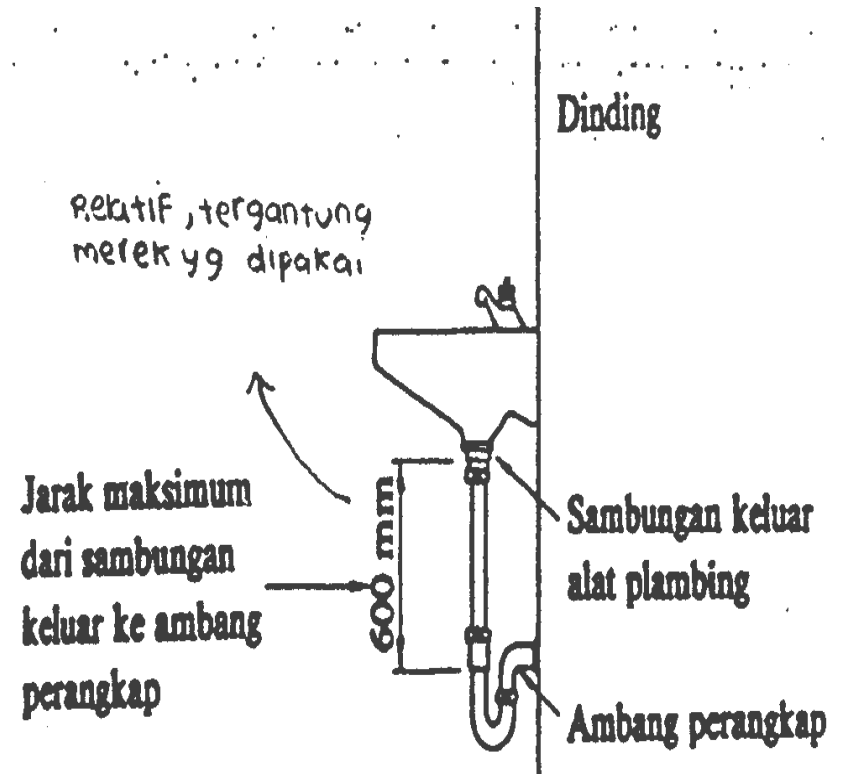 Dinding
Relatif, tergantung
merek yg dipakai
Jarak maksimum
dari sambungan
keluar ke ambang
perangkap
600 mm
Sambungan keluar
alat plambing
Ambang perangkap